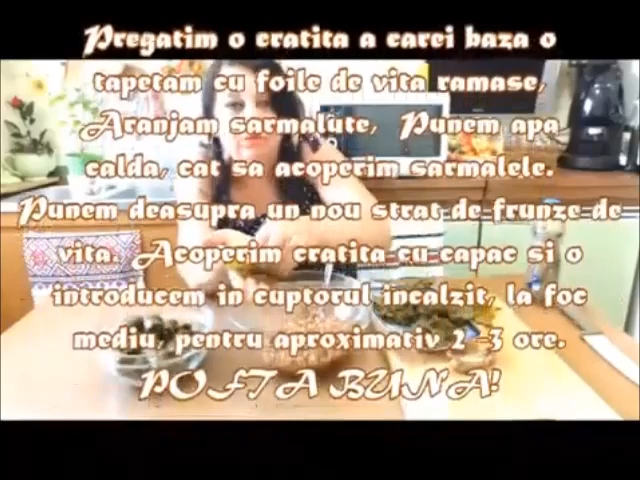 Pregatim o cratita a carei baza o
tapetam cu foile de vita ramase,
Aranjam sarmalute, Punem apa
calda, cat sa acoperim sarmalele.
Punem deasupra un nou strat de frunze de
vita. Acoperim cratita cu capac si o
introducem in cuptorul incalzit, la foc
mediu, pentru aproximativ 2 -3 ore.
POFTA BUNA!